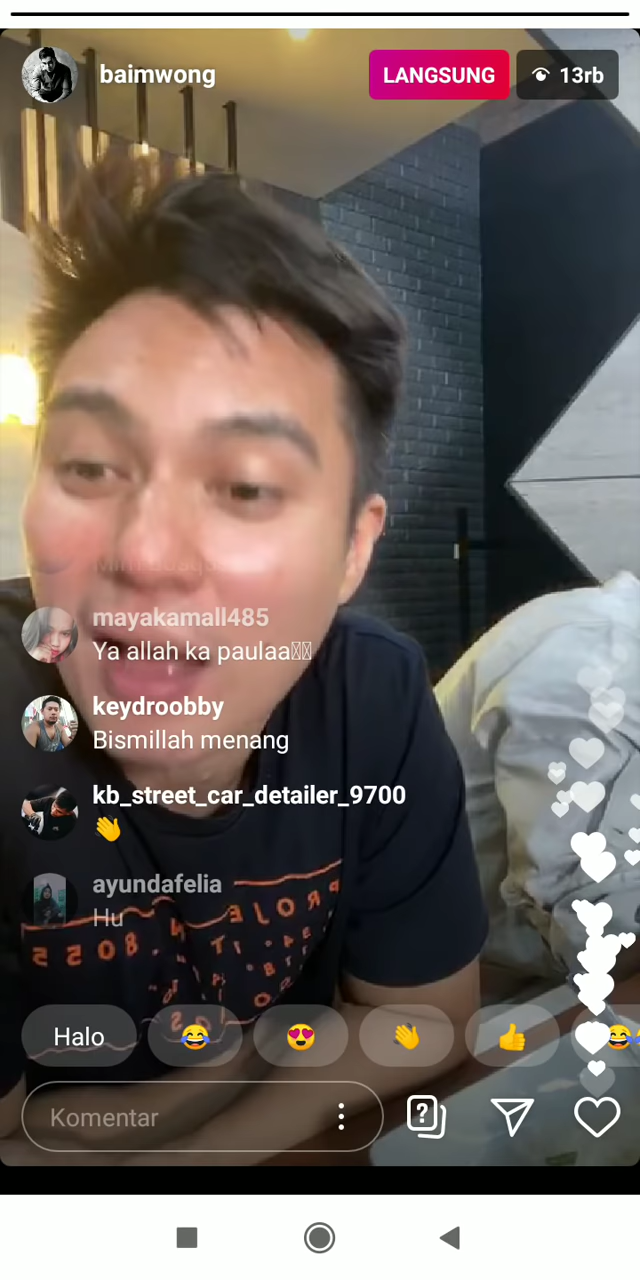 baimwong
LANGSUNG
13rb
mayakamall485
Ya allah ka paulaa
keydroobby
Bismillah menang
kb_street_car_detailer_9700
👋
ayundafelia
Hu
Halo
Komentar